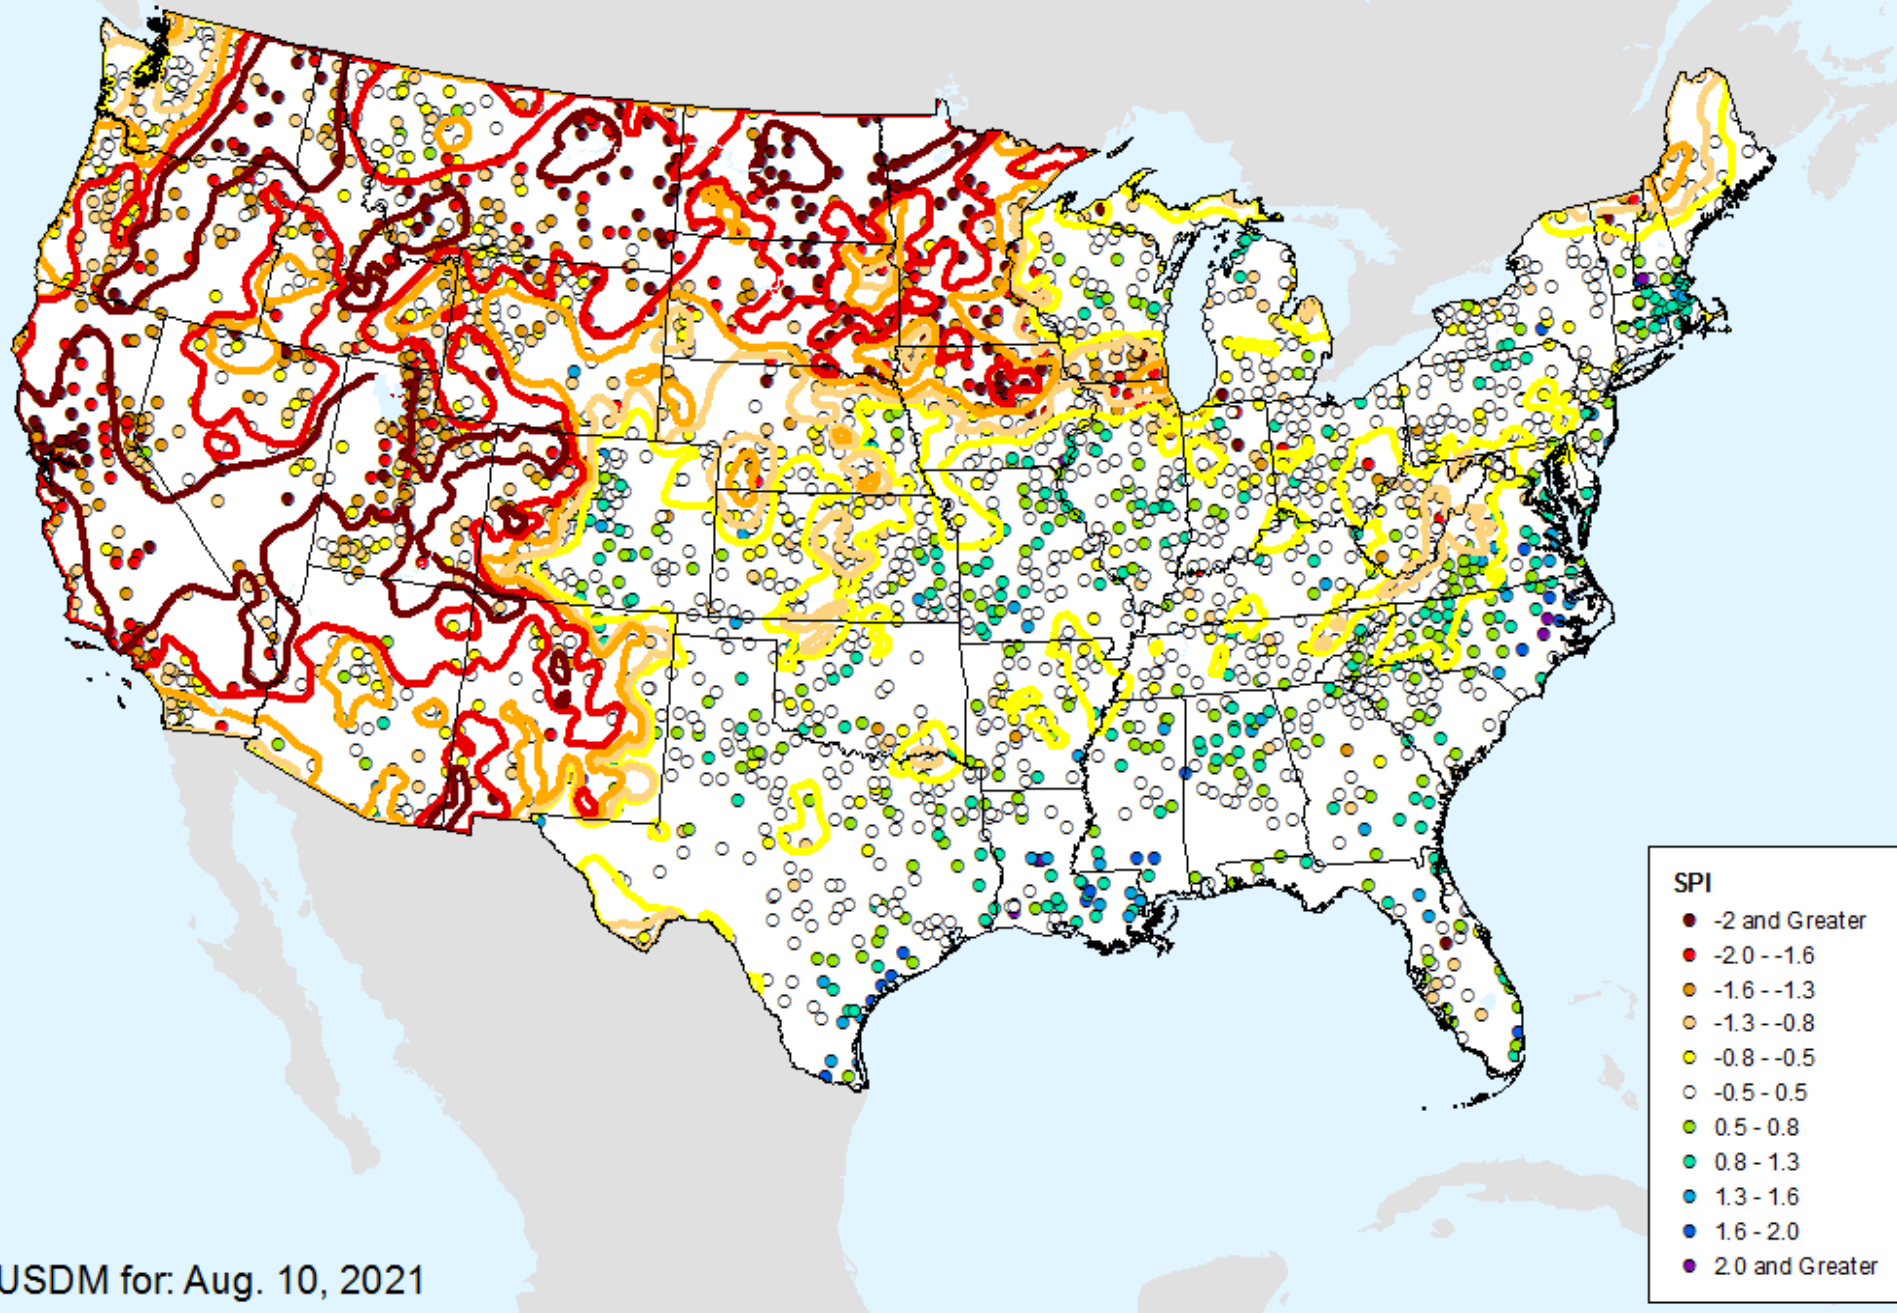 SPI
-2 and Greater
-2.0 - -1.6
-1.6 - -1.3
-1.3 - -0.8
-0.8 - -0.5
-0.5 - 0.5
0.5 - 0.8
0.8 - 1.3
1.3 - 1.6
1.6 - 2.0
2.0 and Greater
USDM for: Aug. 10, 2021